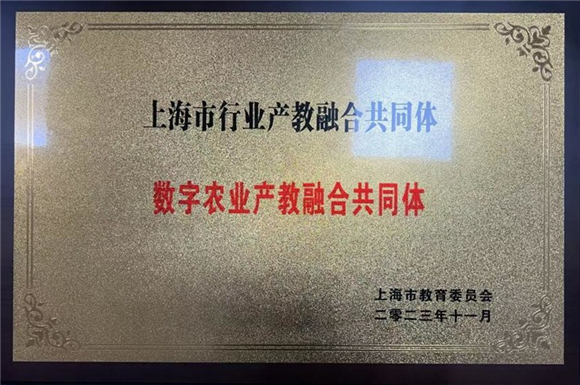 上海市行业产教融合共同体
数字农业产教融合共同体
上海市教育委员会
二零二三年十一月